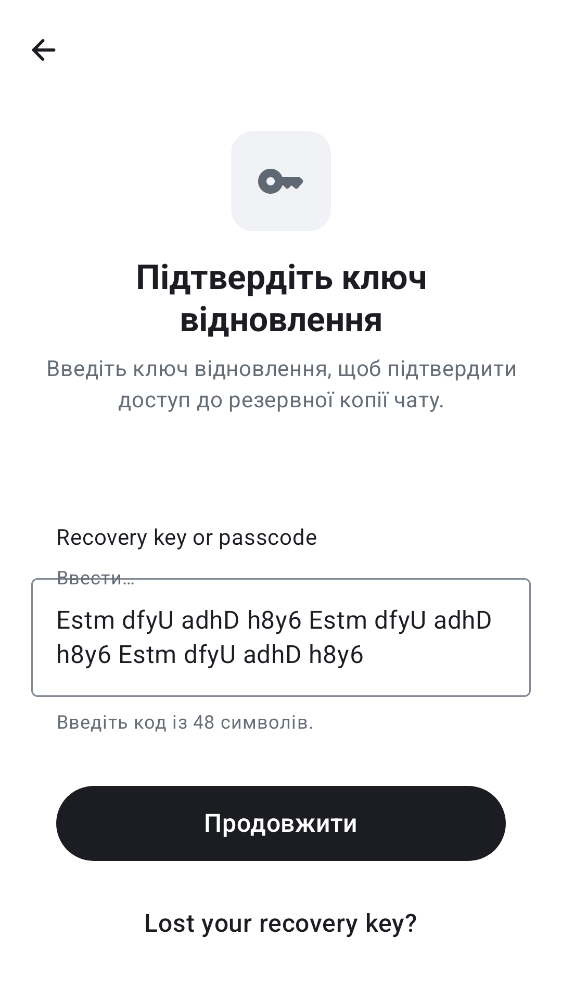 Підтвердіть ключ
відновлення
Введіть ключ відновлення, щоб підтвердити
доступ до резервної копії чату.
Recovery key or passcode
Ввести…
Estm dfyU adhD h8y6 Estm dfyU adhD
h8y6 Estm dfyU adhD h8y6
Введіть код із 48 символів.
Продовжити
Lost your recovery key?